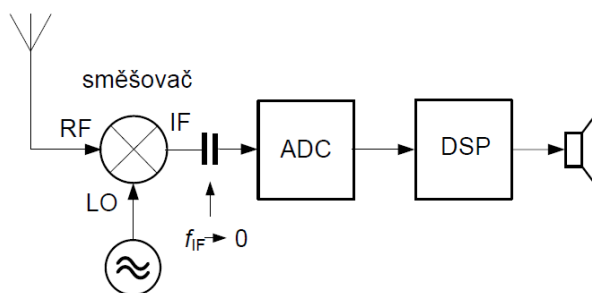 směšovač
RF
IF
LO
ADC
DSP
fIF→ 0